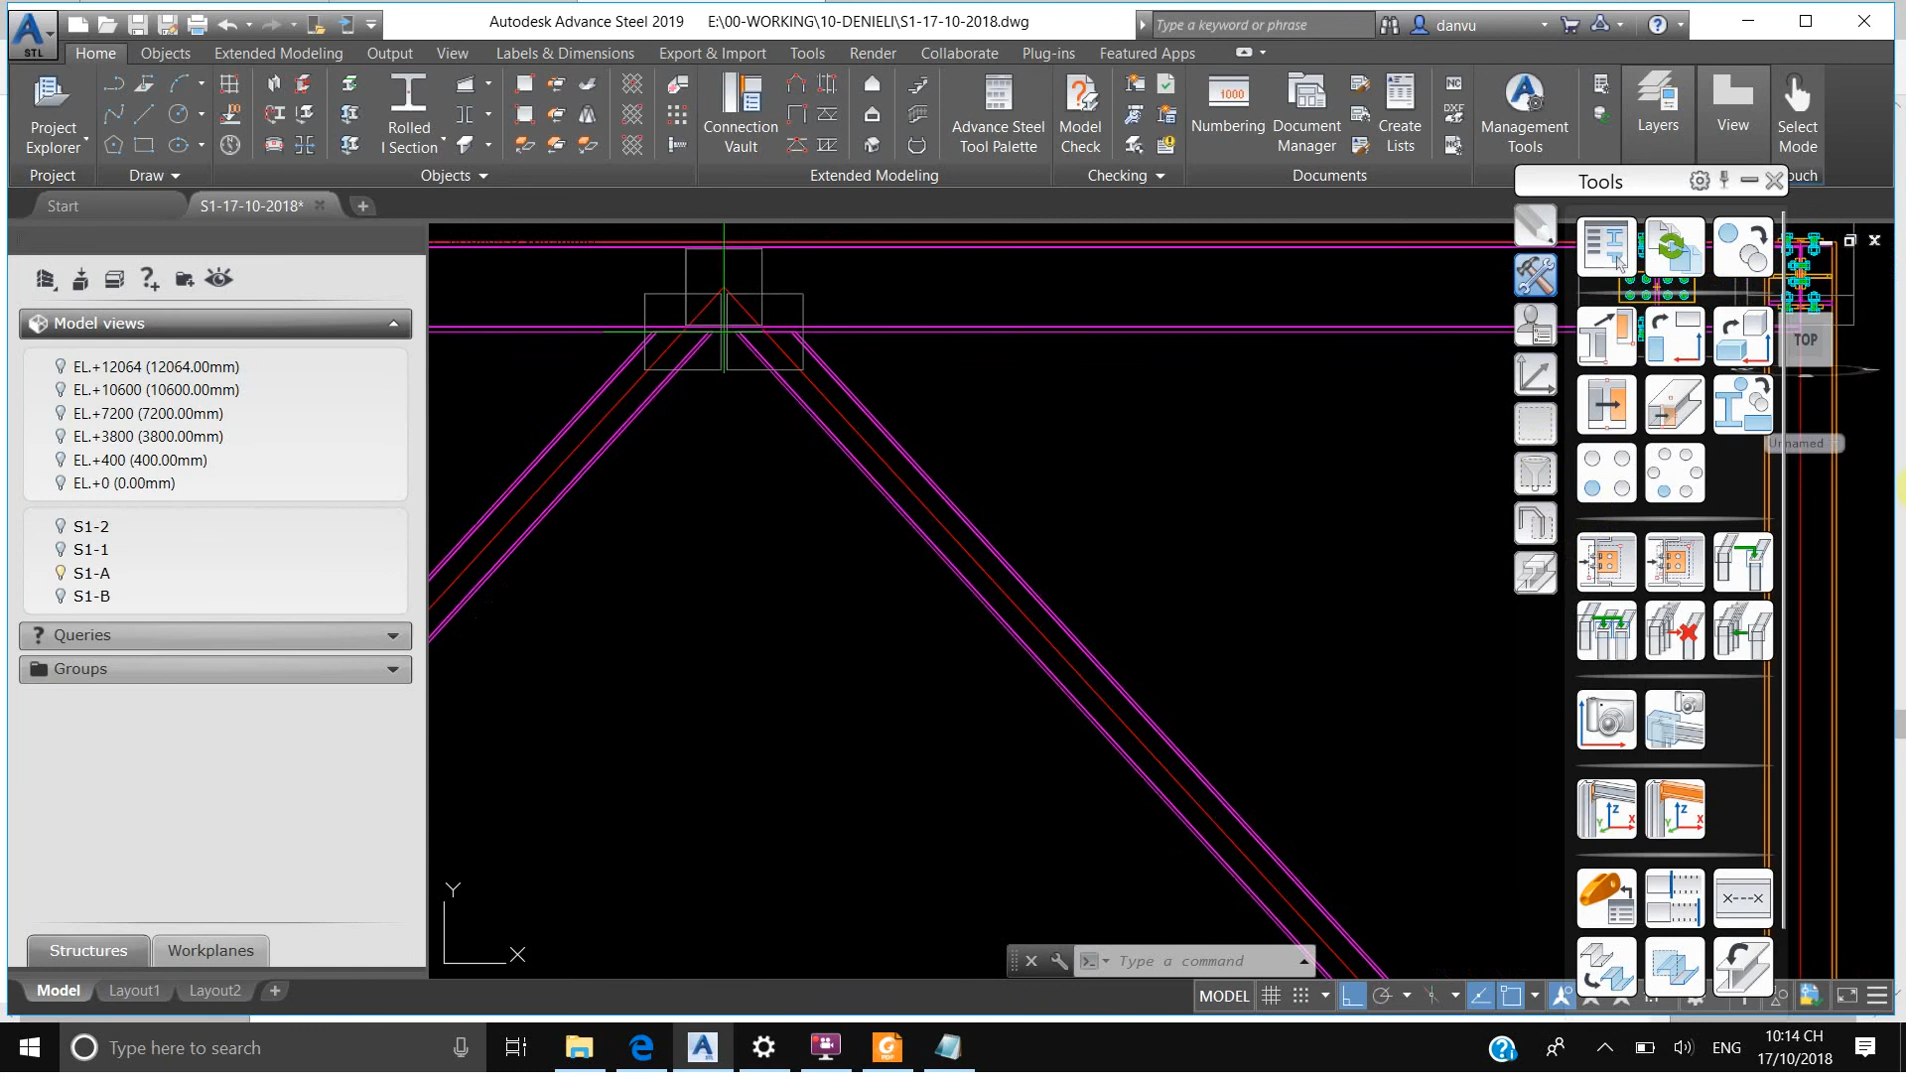 Autodesk Advance Steel 2019 E:\00-WORKING\10-DENIELI\S1-17-10-2018.dwg
Type a keyword or phrase
danvu
STL
Home Objects Extended Modeling Output View Labels & Dimensions Export & Import Tools Render Collaborate Plug-ins Featured Apps
Project Explorer
Rolled I Section
Connection Vault
Advance Steel Tool Palette
Model Check
1000
Numbering
Document Manager
Create Lists
NC
DXF
Management Tools
Layers
View
Select Mode
Project Draw Objects Extended Modeling Checking Documents ouch
Tools
Start S1-17-10-2018*
TOP
Unnamed
Model views
EL.+12064 (12064.00mm)
EL.+10600 (10600.00mm)
EL.+7200 (7200.00mm)
EL.+3800 (3800.00mm)
EL.+400 (400.00mm)
EL.+0 (0.00mm)
S1-2
S1-1
S1-A
S1-B
? Queries
Groups
Y
X
Z
Y X
Z
Y X
Structures Workplanes
Type a command
Model Layout1 Layout2
MODEL
Type here to search
ENG
10:14 CH
17/10/2018